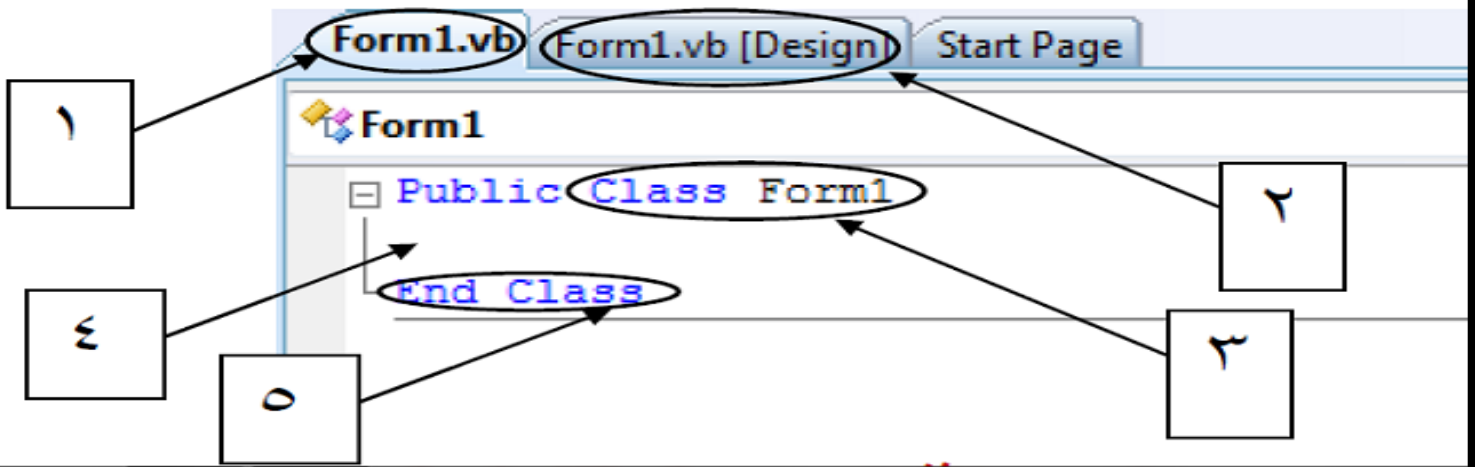 Form1.vb Form1.vb [Design] Start Page
١
Form1
Public Class Form1
٢
٤
End Class
٣
٥